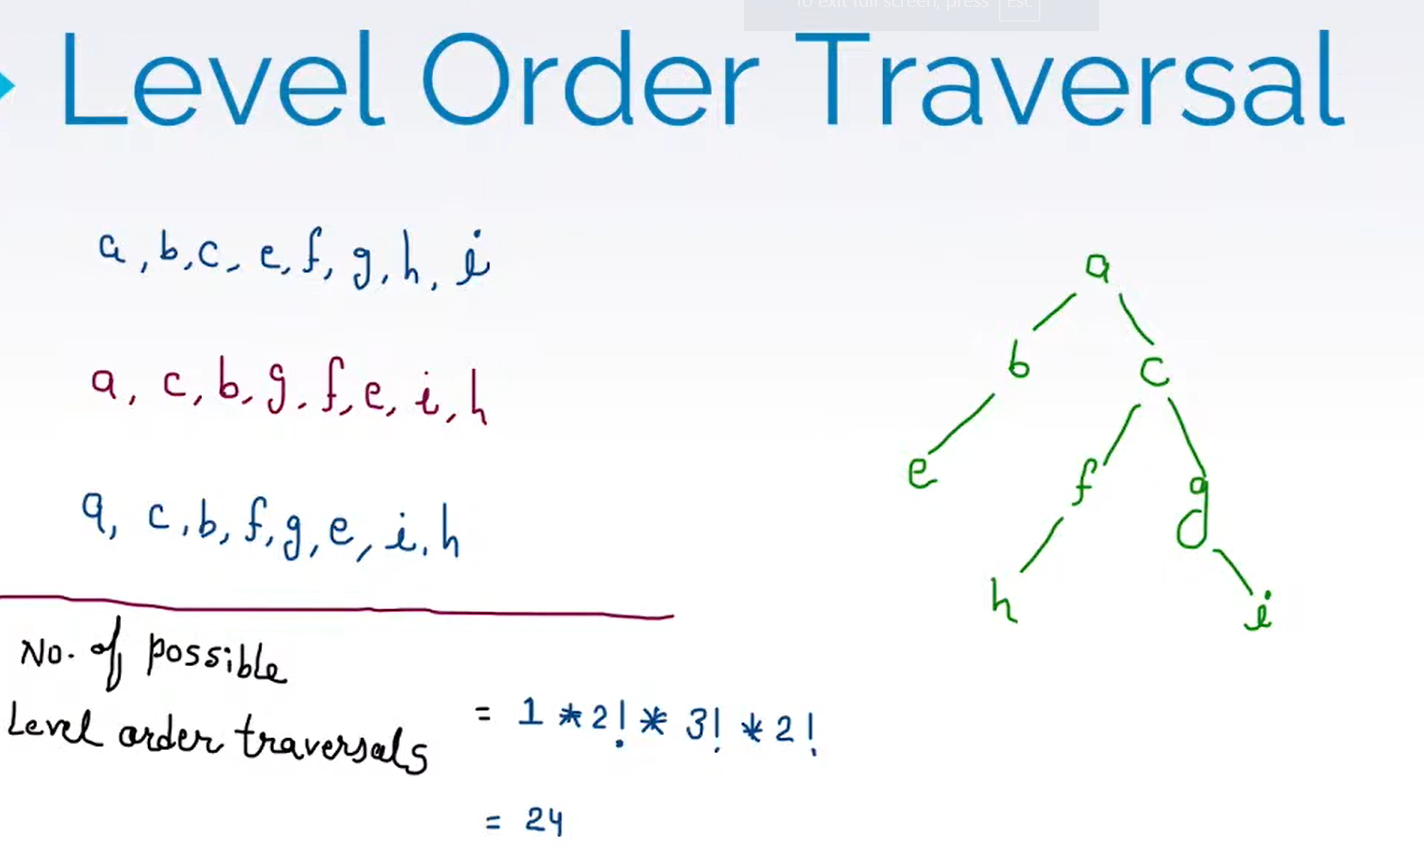 To exit full screen, press Esc
Level Order Traversal
a, b, c, e, f, g, h, i
a, c, b, g, f, e, i, h
a, c, b, f, g, e, i, h
a
b c
e f g
h i
No. of possible
Level order traversals = 1 * 2! * 3! * 2!
= 24